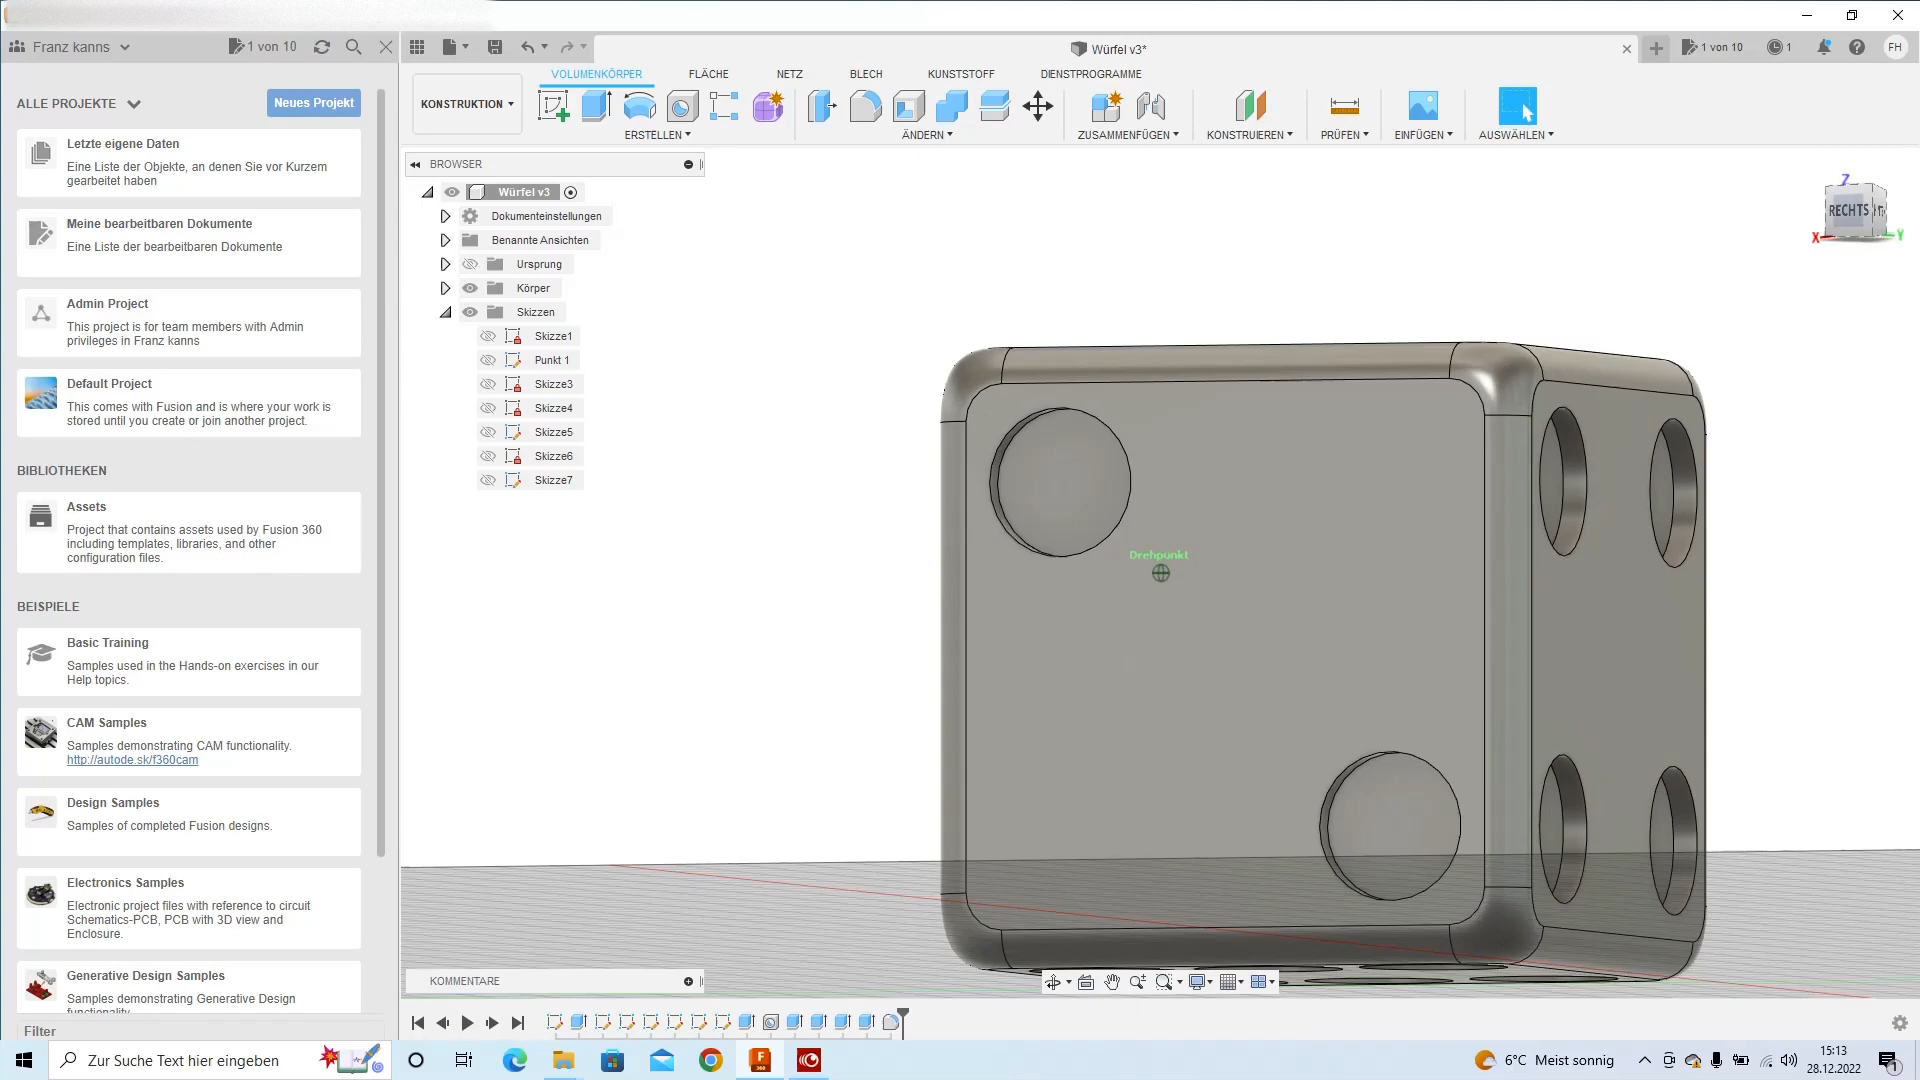 Franz kanns
1 von 10
Würfel v3*
1 von 10
1
FH
ALLE PROJEKTE
Neues Projekt
Letzte eigene Daten
Eine Liste der Objekte, an denen Sie vor Kurzem
gearbeitet haben
Meine bearbeitbaren Dokumente
Eine Liste der bearbeitbaren Dokumente
Admin Project
This project is for team members with Admin
privileges in Franz kanns
Default Project
This comes with Fusion and is where your work is
stored until you create or join another project.
BIBLIOTHEKEN
Assets
Project that contains assets used by Fusion 360
including templates, libraries, and other
configuration files.
BEISPIELE
Basic Training
Samples used in the Hands-on exercises in our
Help topics.
CAM Samples
Samples demonstrating CAM functionality.
http://autode.sk/f360cam
Design Samples
Samples of completed Fusion designs.
Electronics Samples
Electronic project files with reference to circuit
Schematics-PCB, PCB with 3D view and
Enclosure.
Generative Design Samples
Samples demonstrating Generative Design
functionality.
Filter
KONSTRUKTION
VOLUMENKÖRPER
FLÄCHE
NETZ
BLECH
KUNSTSTOFF
DIENSTPROGRAMME
ERSTELLEN
ÄNDERN
ZUSAMMENFÜGEN
KONSTRUIEREN
PRÜFEN
EINFÜGEN
AUSWÄHLEN
BROWSER
Würfel v3
Dokumenteinstellungen
Benannte Ansichten
Ursprung
Körper
Skizzen
Skizze1
Punkt 1
Skizze3
Skizze4
Skizze5
Skizze6
Skizze7
Z
RECHTS
X
Y
Drehpunkt
KOMMENTARE
Zur Suche Text hier eingeben
F
360
6°C Meist sonnig
15:13
28.12.2022
1